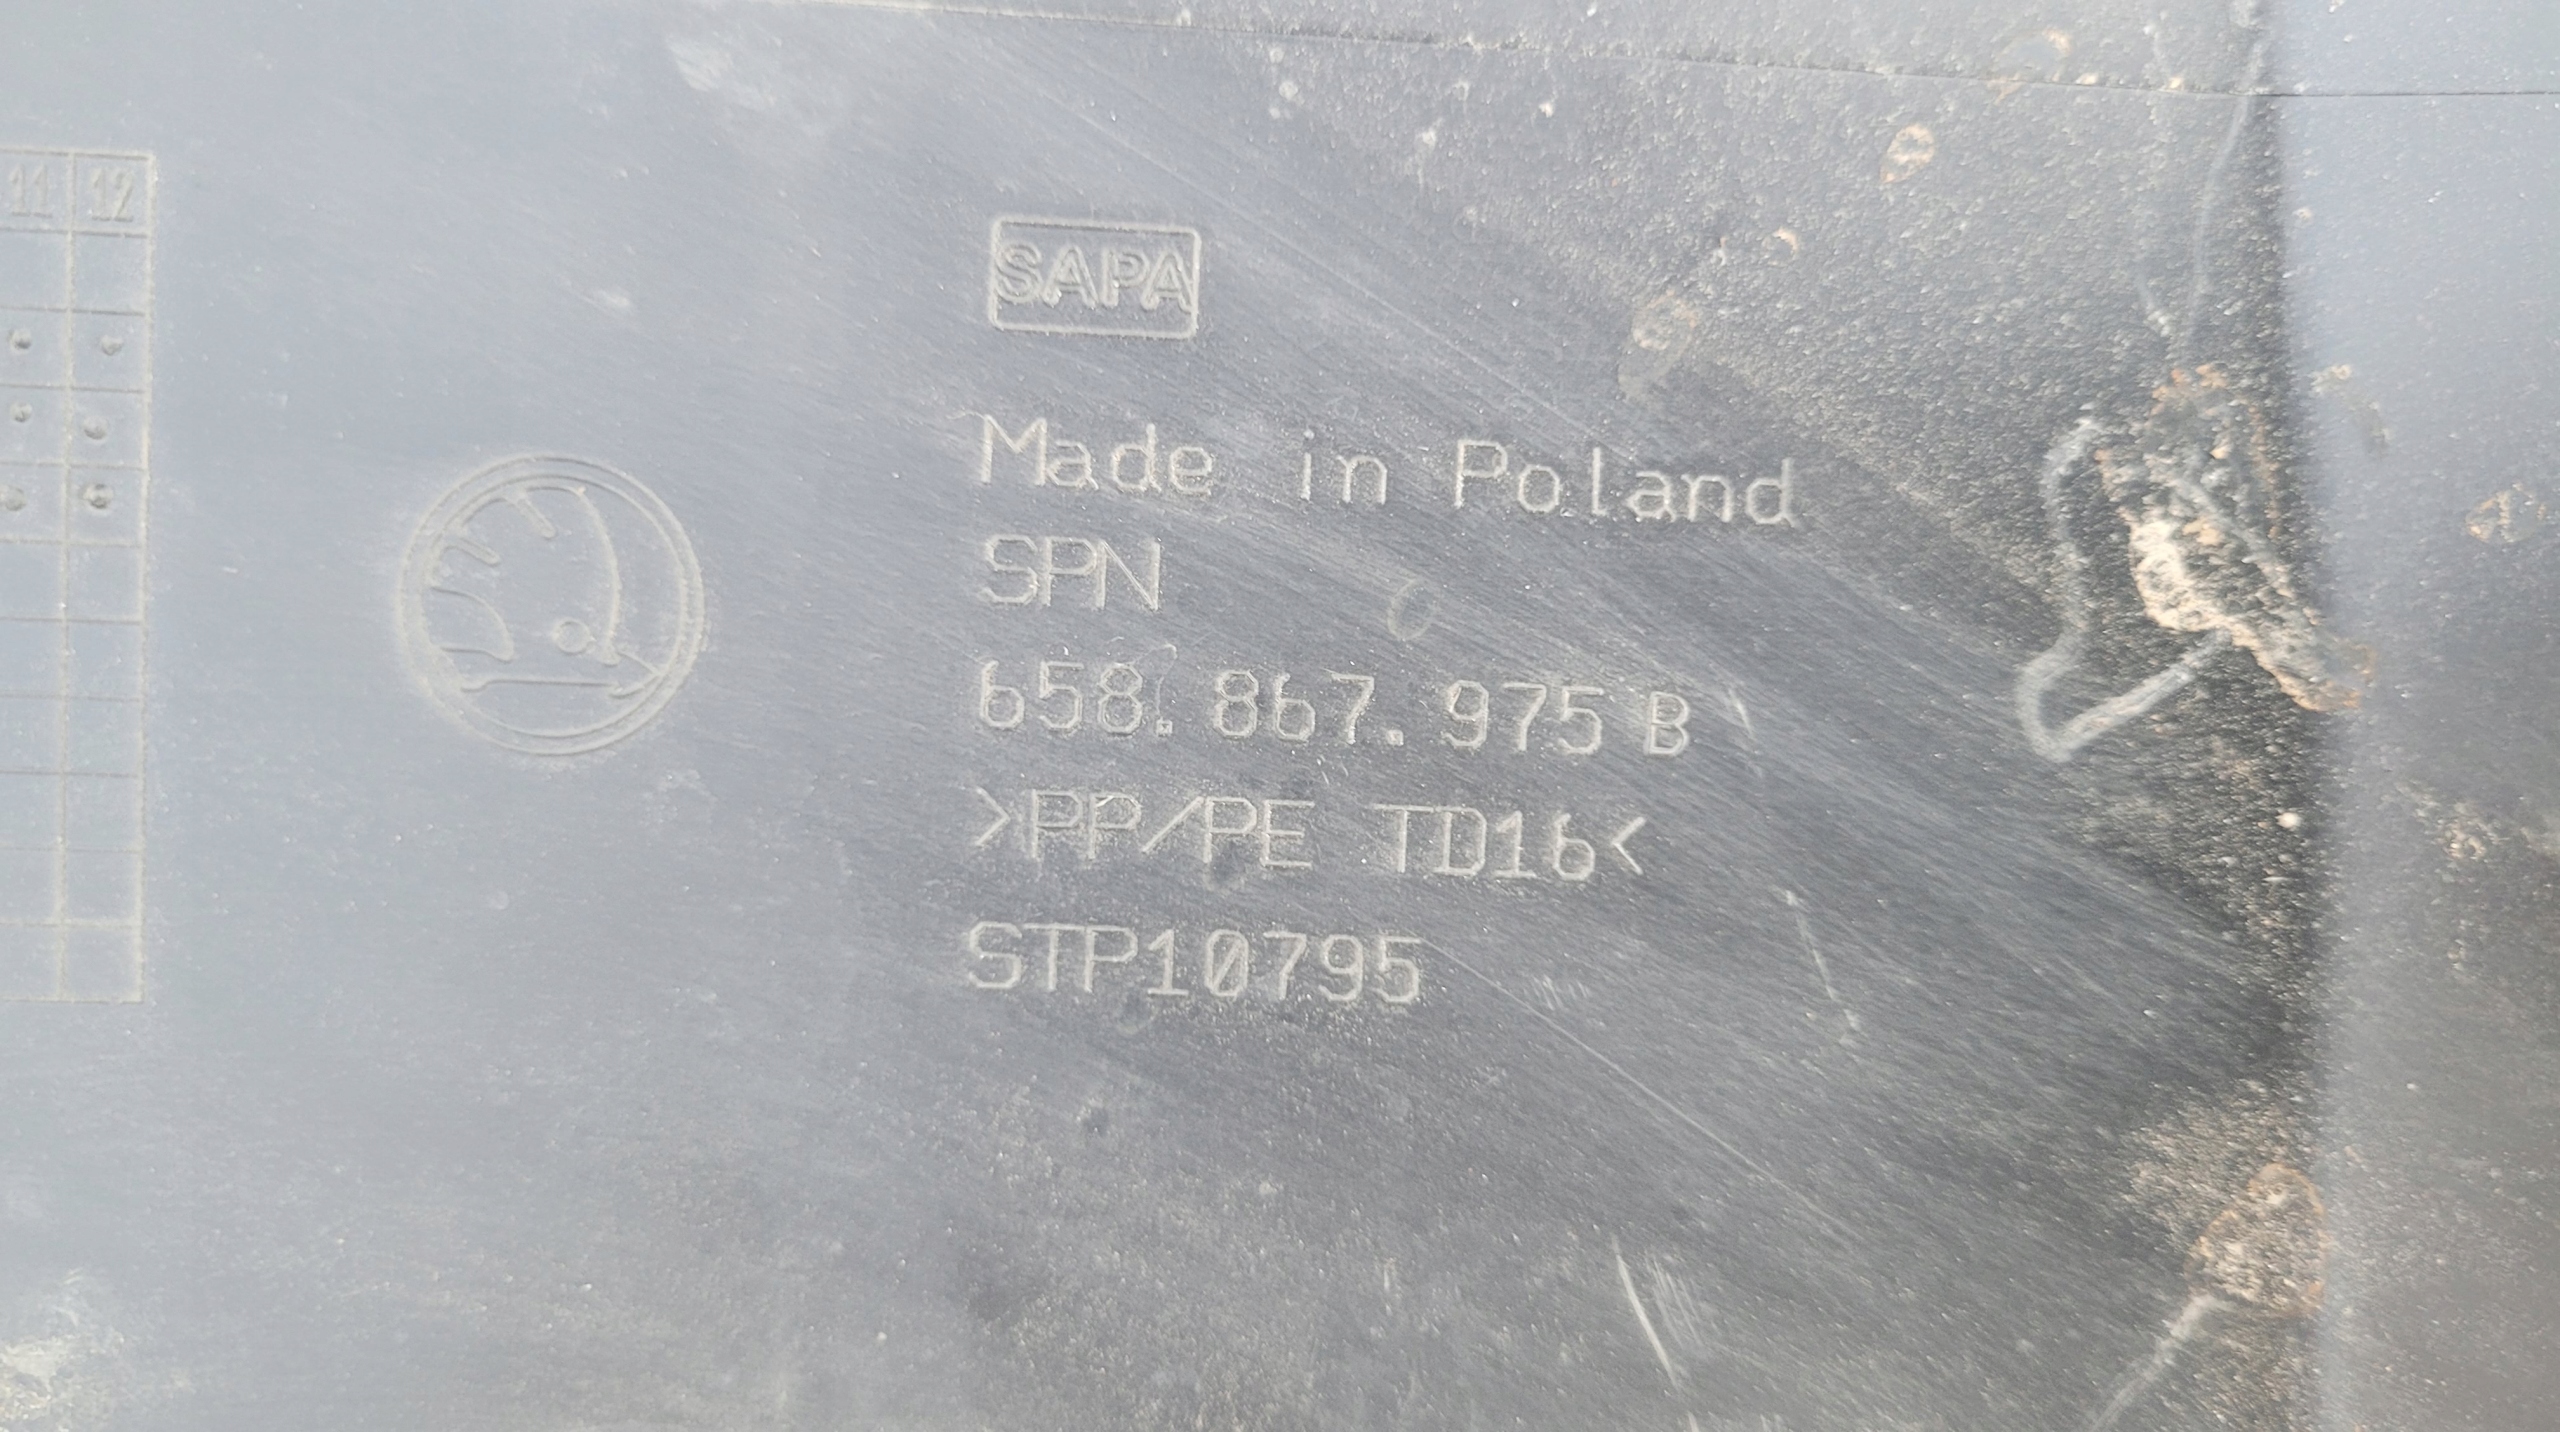 11 12
SAPA
Made in Poland
SPN
658.867.975 B
>PP/PE TD16<
STP10795